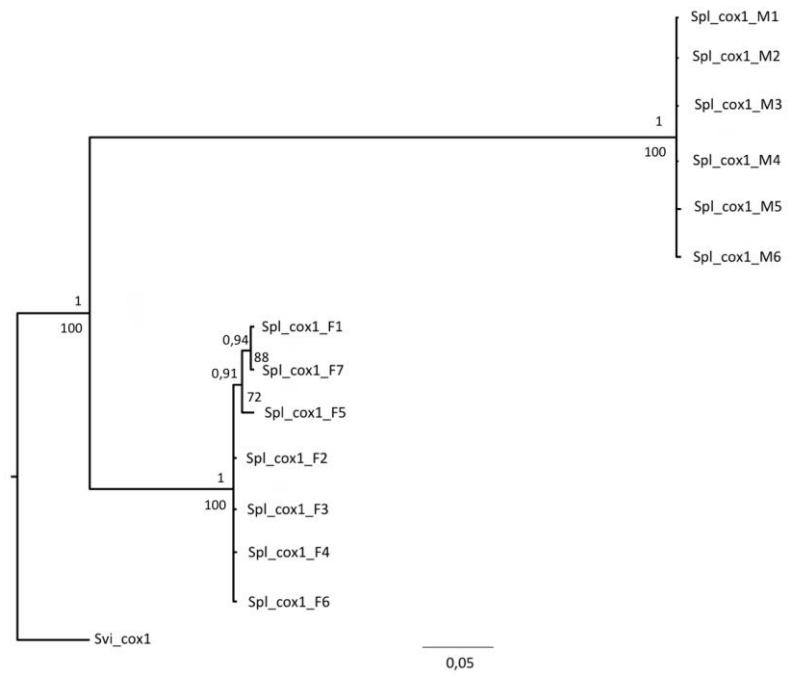 Spl_cox1_M1
Spl_cox1_M2
Spl_cox1_M3
1
100
Spl_cox1_M4
Spl_cox1_M5
Spl_cox1_M6
1
100
Spl_cox1_F1
0,94
88
Spl_cox1_F7
0,91
72
Spl_cox1_F5
Spl_cox1_F2
1
100
Spl_cox1_F3
Spl_cox1_F4
Spl_cox1_F6
Svi_cox1
0,05